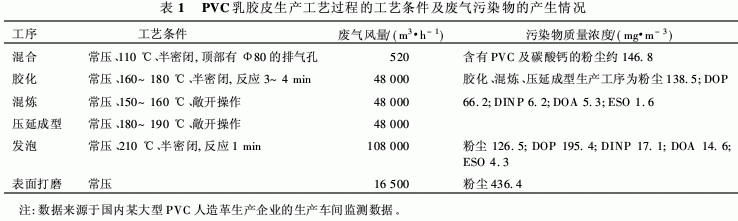 表 1 PVC 乳胶皮生产工艺过程的工艺条件及废气污染物的产生情况
工序 工艺条件 废气风量/(m³·h⁻¹) 污染物质量浓度/(mg·m⁻³)
混合 常压、110 ℃、半密闭, 顶部有 Φ80 的排气孔 520 含有 PVC 及碳酸钙的粉尘约 146. 8
胶化 常压、160~ 180 ℃、半密闭, 反应 3~ 4 min 48 000 胶化、混炼、压延成型生产工序为粉尘 138. 5; DOP
混炼 常压、150~ 160 ℃、敞开操作 48 000 66. 2; DINP 6. 2; DOA 5. 3; ESO 1. 6
压延成型 常压、180~ 190 ℃、敞开操作 48 000
发泡 常压、210 ℃、半密闭, 反应 1 min 108 000 粉尘 126. 5; DOP 195. 4; DINP 17. 1; DOA 14. 6;
ESO 4. 3
表面打磨 常压 16 500 粉尘 436. 4
注: 数据来源于国内某大型 PVC 人造革生产企业的生产车间监测数据。